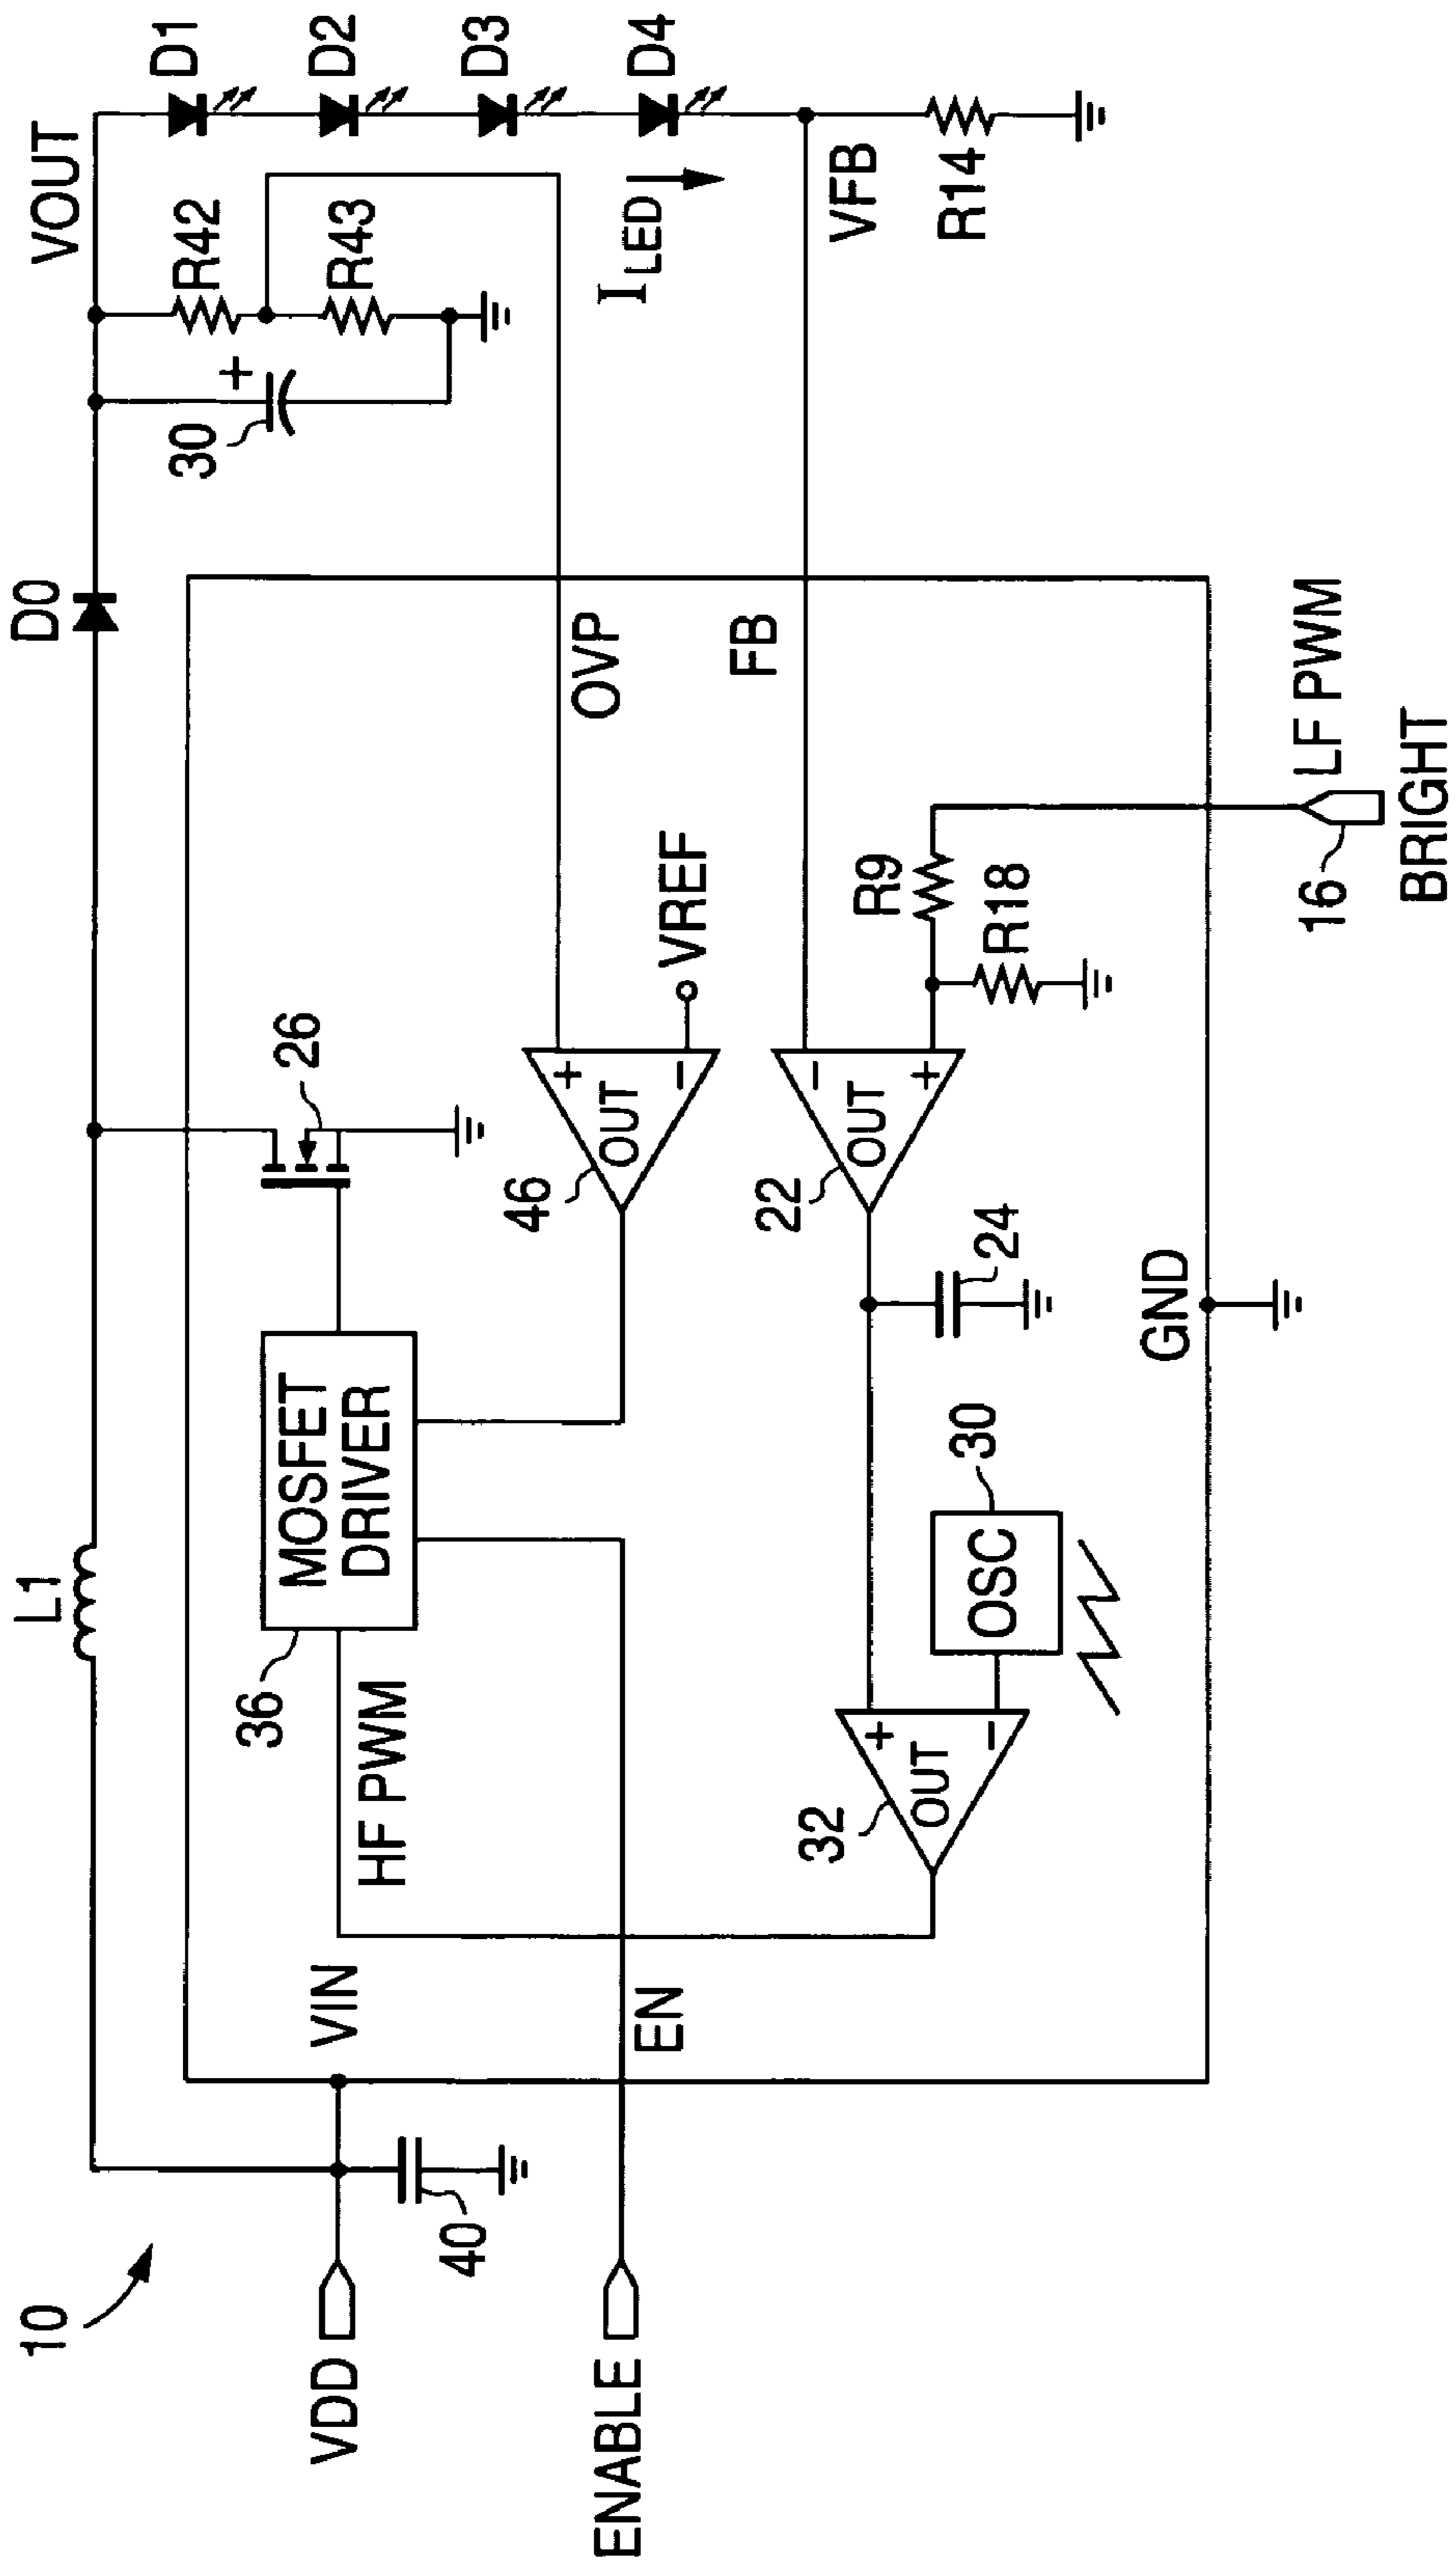 10
L1
D0
VOUT
D1
D2
D3
D4
R42
R43
30
+
I LED
VFB
R14
VDD
40
VIN
ENABLE
EN
36
MOSFET
DRIVER
HF PWM
26
46
+
OUT
−
VREF
OVP
FB
22
−
OUT
+
R9
R18
24
32
+
OUT
−
OSC
30
GND
LF PWM
16
BRIGHT